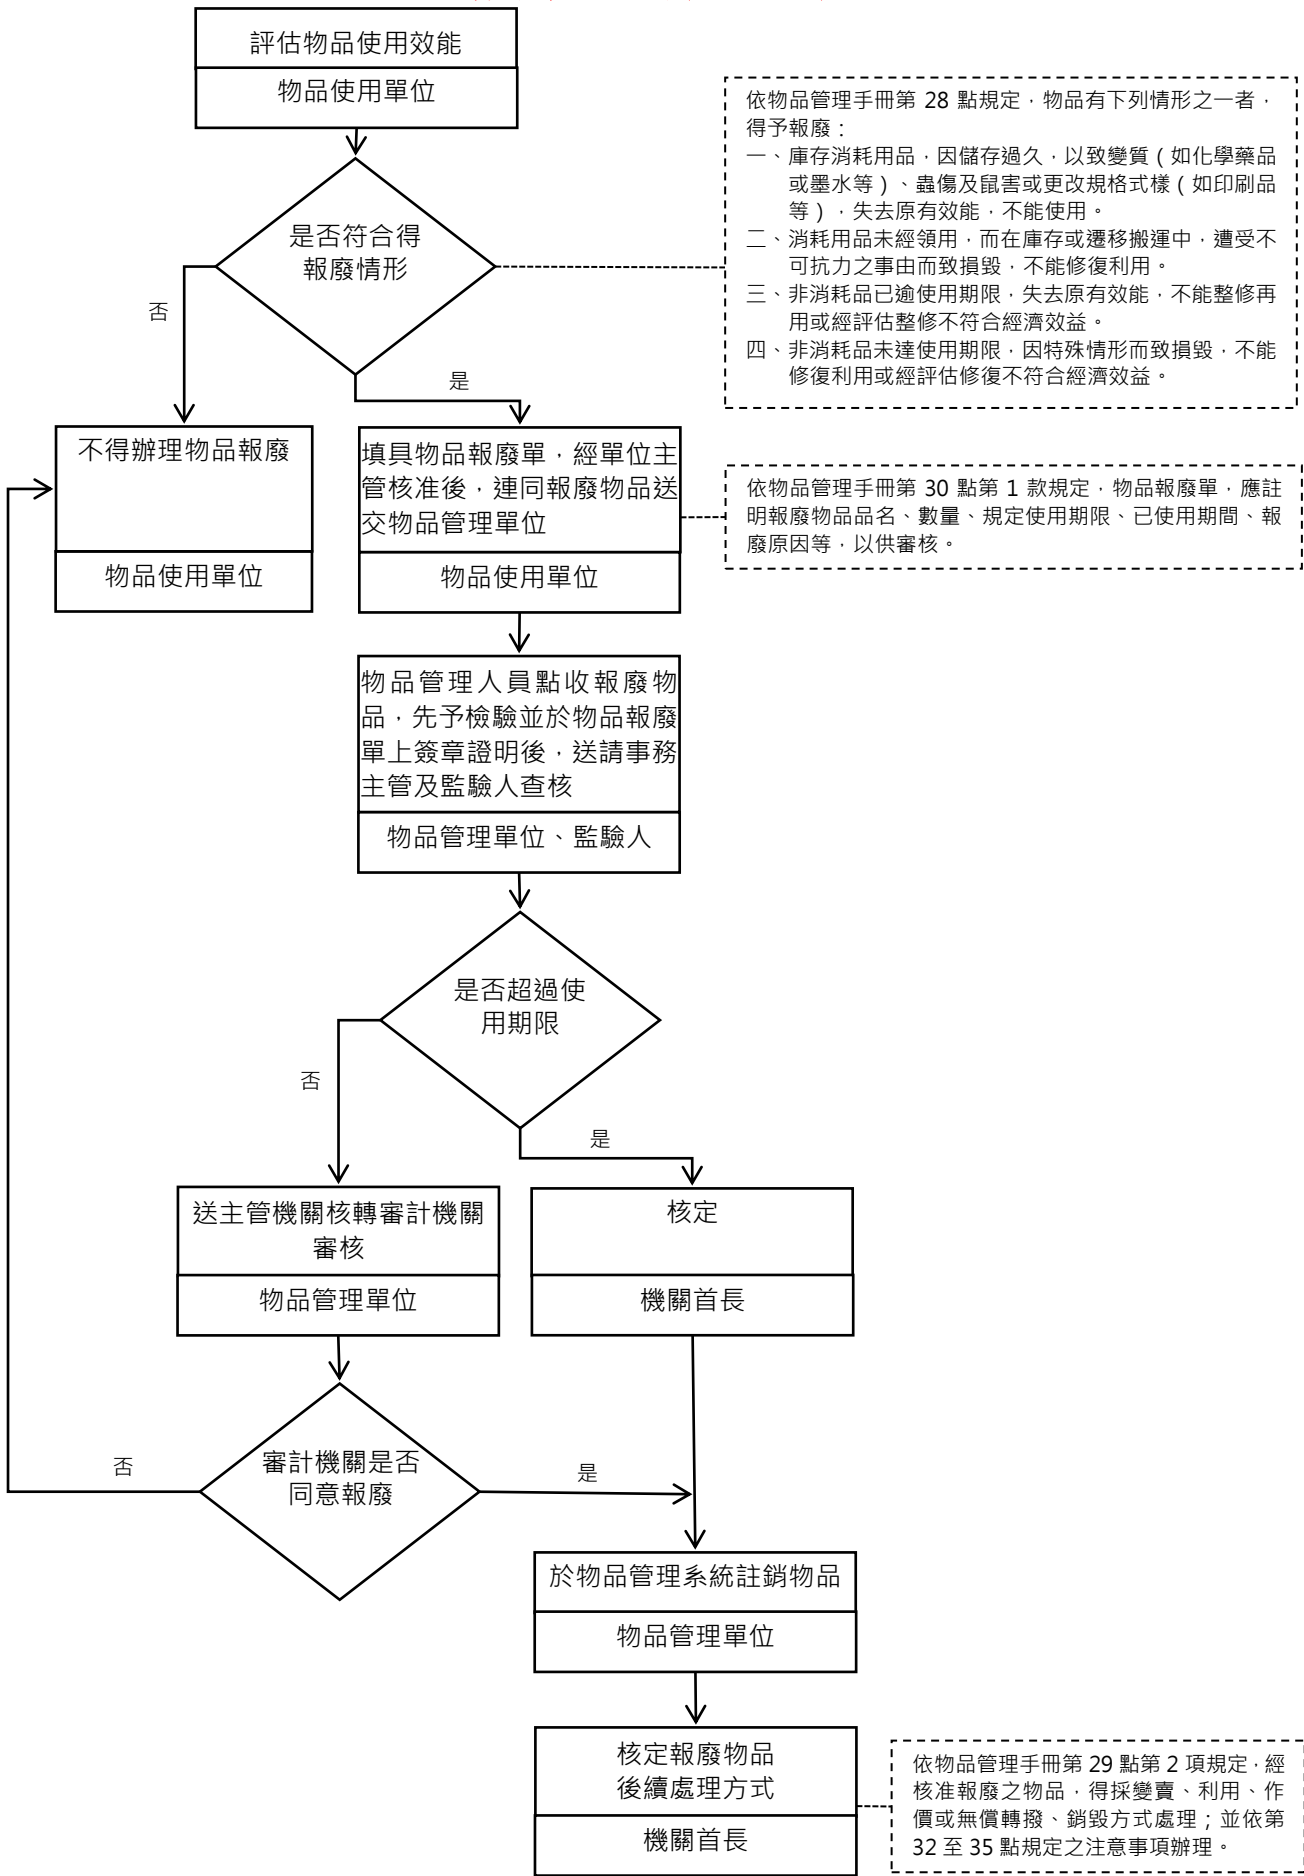 評估物品使用效能
物品使用單位
依物品管理手冊第 28 點規定，物品有下列情形之一者，
得予報廢：
一、庫存消耗用品，因儲存過久，以致變質（如化學藥品
或墨水等）、蟲傷及鼠害或更改規格式樣（如印刷品
等），失去原有效能，不能使用。
二、消耗用品未經領用，而在庫存或遷移搬運中，遭受不
可抗力之事由而致損毀，不能修復利用。
三、非消耗品已逾使用期限，失去原有效能，不能整修再
用或經評估整修不符合經濟效益。
四、非消耗品未達使用期限，因特殊情形而致損毀，不能
修復利用或經評估修復不符合經濟效益。
是否符合得
報廢情形
否
是
不得辦理物品報廢
物品使用單位
填具物品報廢單，經單位主
管核准後，連同報廢物品送
交物品管理單位
物品使用單位
依物品管理手冊第 30 點第 1 款規定，物品報廢單，應註
明報廢物品品名、數量、規定使用期限、已使用期間、報
廢原因等，以供審核。
物品管理人員點收報廢物
品，先予檢驗並於物品報廢
單上簽章證明後，送請事務
主管及監驗人查核
物品管理單位、監驗人
是否超過使
用期限
否
是
送主管機關核轉審計機關
審核
物品管理單位
核定
機關首長
審計機關是否
同意報廢
否
是
於物品管理系統註銷物品
物品管理單位
核定報廢物品
後續處理方式
機關首長
依物品管理手冊第 29 點第 2 項規定，經
核准報廢之物品，得採變賣、利用、作
價或無償轉撥、銷毀方式處理；並依第
32 至 35 點規定之注意事項辦理。